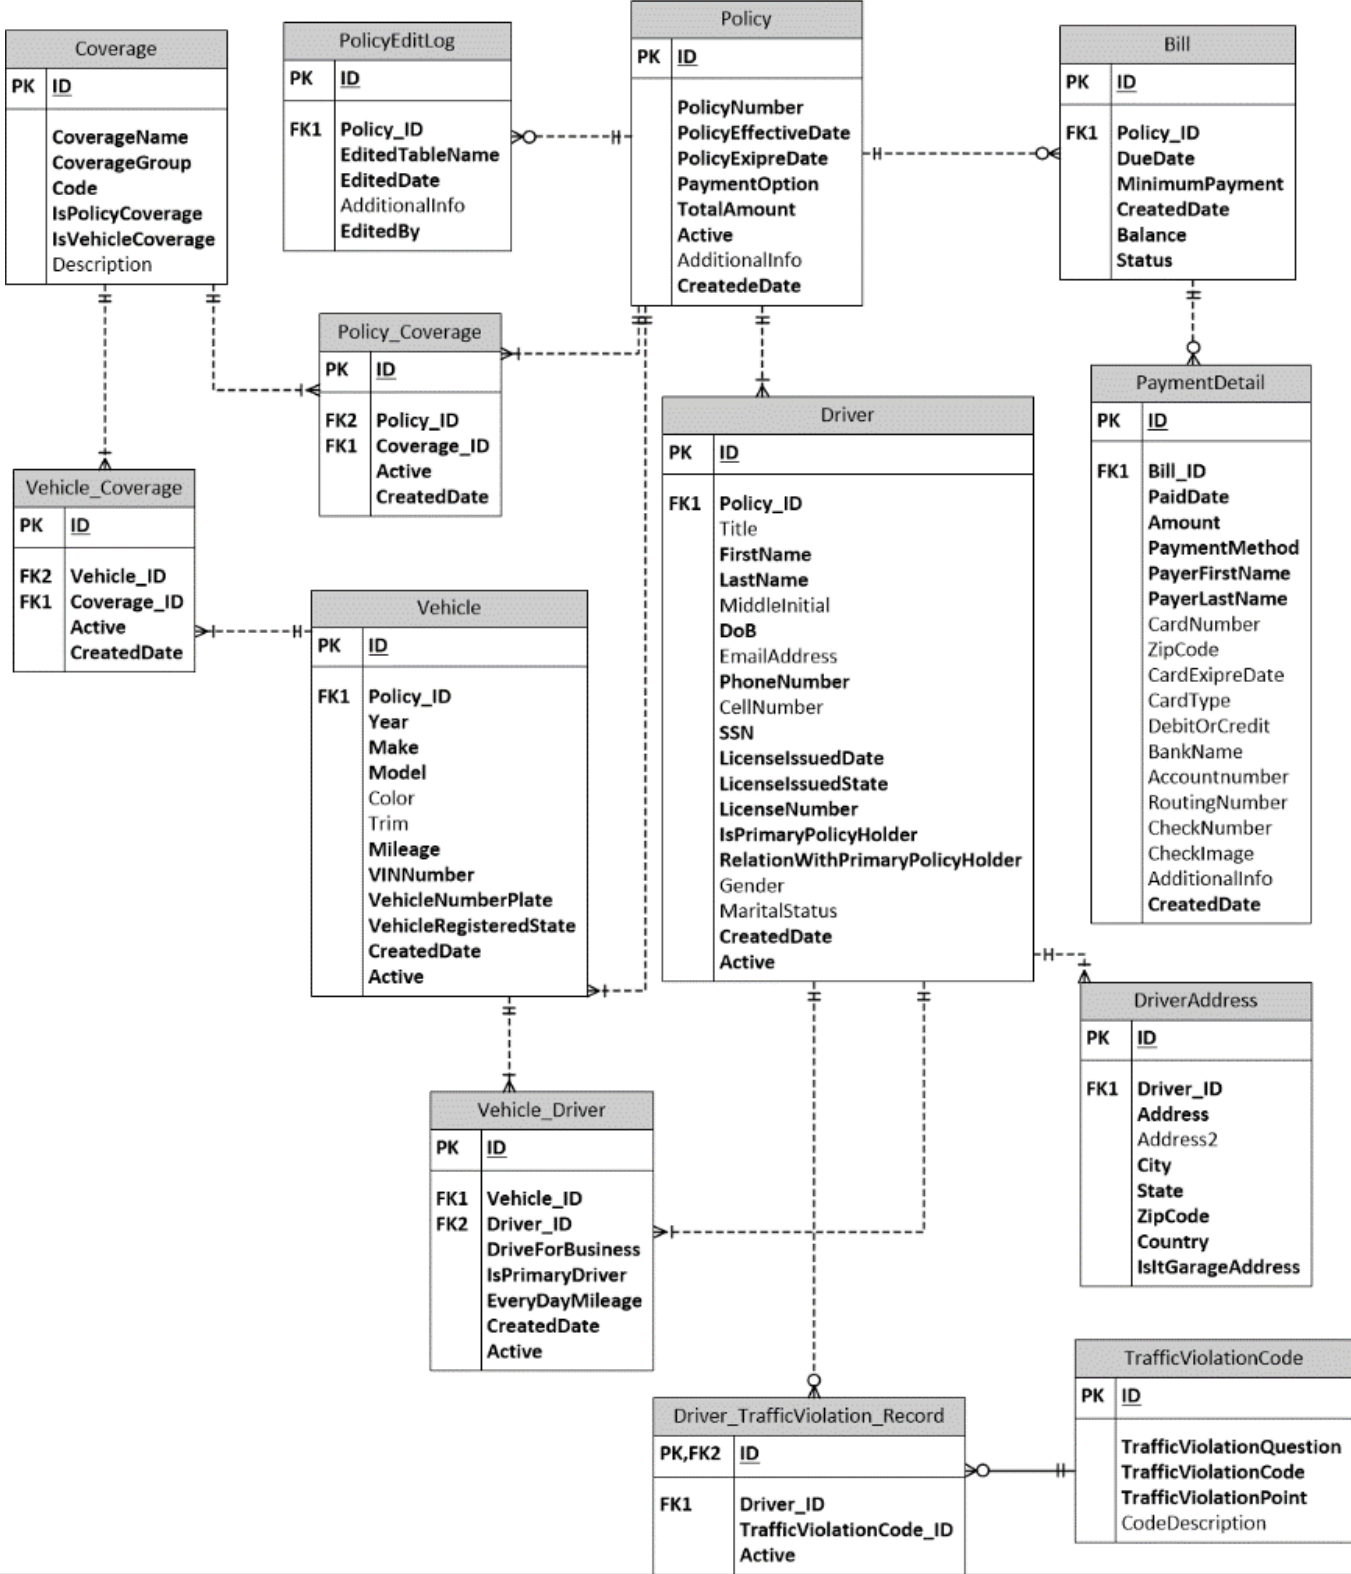 Coverage
PK ID
CoverageName
CoverageGroup
Code
IsPolicyCoverage
IsVehicleCoverage
Description
PolicyEditLog
PK ID
FK1 Policy_ID
EditedTableName
EditedDate
AdditionalInfo
EditedBy
Policy
PK ID
PolicyNumber
PolicyEffectiveDate
PolicyExipreDate
PaymentOption
TotalAmount
Active
AdditionalInfo
CreatedeDate
Bill
PK ID
FK1 Policy_ID
DueDate
MinimumPayment
CreatedDate
Balance
Status
Policy_Coverage
PK ID
FK2 Policy_ID
FK1 Coverage_ID
Active
CreatedDate
Driver
PK ID
FK1 Policy_ID
Title
FirstName
LastName
MiddleInitial
DoB
EmailAddress
PhoneNumber
CellNumber
SSN
LicenseIssuedDate
LicenseIssuedState
LicenseNumber
IsPrimaryPolicyHolder
RelationWithPrimaryPolicyHolder
Gender
MaritalStatus
CreatedDate
Active
PaymentDetail
PK ID
FK1 Bill_ID
PaidDate
Amount
PaymentMethod
PayerFirstName
PayerLastName
CardNumber
ZipCode
CardExipreDate
CardType
DebitOrCredit
BankName
Accountnumber
RoutingNumber
CheckNumber
CheckImage
AdditionalInfo
CreatedDate
Vehicle_Coverage
PK ID
FK2 Vehicle_ID
FK1 Coverage_ID
Active
CreatedDate
Vehicle
PK ID
FK1 Policy_ID
Year
Make
Model
Color
Trim
Mileage
VINNumber
VehicleNumberPlate
VehicleRegisteredState
CreatedDate
Active
DriverAddress
PK ID
FK1 Driver_ID
Address
Address2
City
State
ZipCode
Country
IsItGarageAddress
Vehicle_Driver
PK ID
FK1 Vehicle_ID
FK2 Driver_ID
DriveForBusiness
IsPrimaryDriver
EveryDayMileage
CreatedDate
Active
Driver_TrafficViolation_Record
PK,FK2 ID
FK1 Driver_ID
TrafficViolationCode_ID
Active
TrafficViolationCode
PK ID
TrafficViolationQuestion
TrafficViolationCode
TrafficViolationPoint
CodeDescription